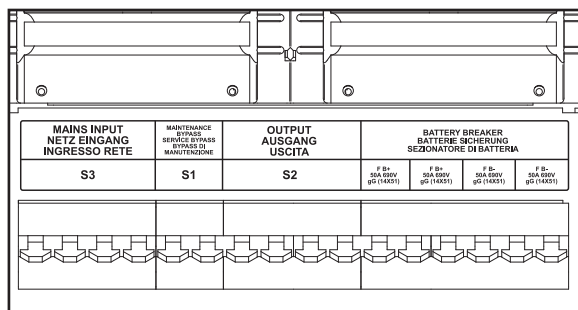 MAINS INPUT
NETZ EINGANG
INGRESSO RETE
MAINTENANCE
BYPASS
SERVICE BYPASS
BYPASS DI
MANUTENZIONE
OUTPUT
AUSGANG
USCITA
BATTERY BREAKER
BATTERIE SICHERUNG
SEZIONATORE DI BATTERIA
S3
S1
S2
F B+
50A 690V
gG (14X51)
F B+
50A 690V
gG (14X51)
F B-
50A 690V
gG (14X51)
F B-
50A 690V
gG (14X51)